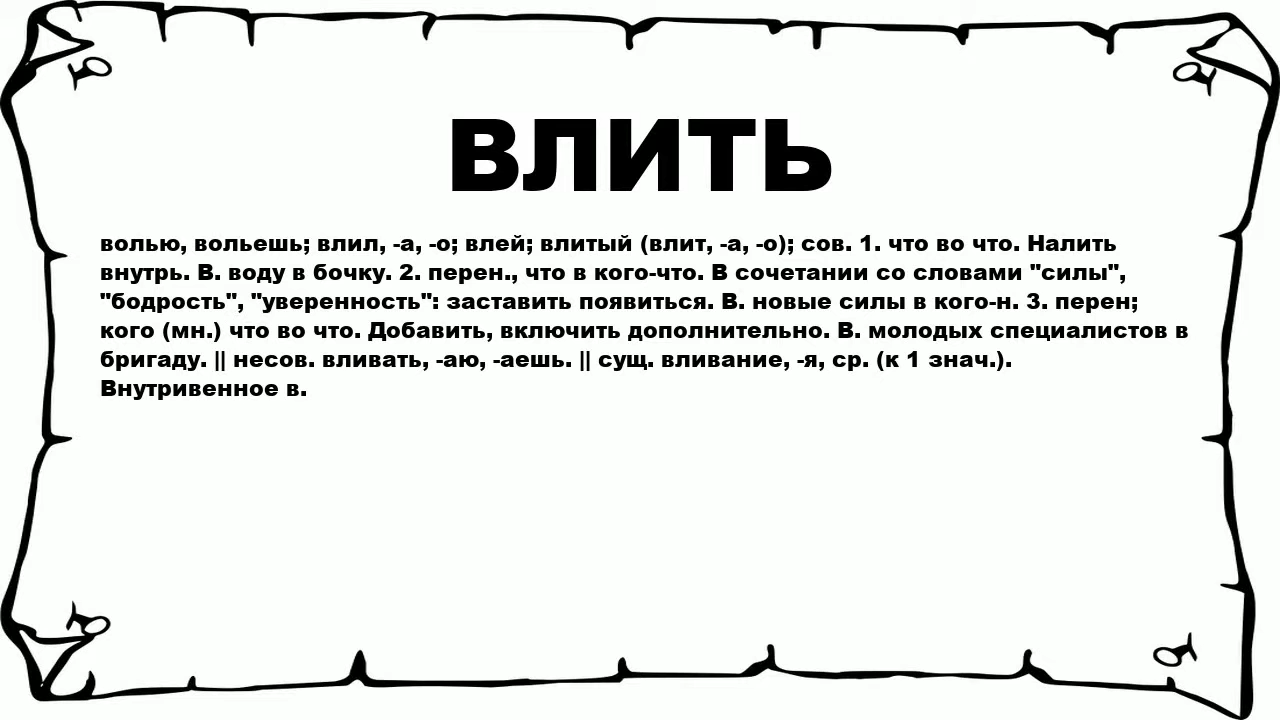 ВЛИТЬ
волью, вольешь; влил, -а, -о; влей; влитый (влит, -а, -о); сов. 1. что во что. Налить
внутрь. В. воду в бочку. 2. перен., что в кого-что. В сочетании со словами "силы",
"бодрость", "уверенность": заставить появиться. В. новые силы в кого-н. 3. перен;
кого (мн.) что во что. Добавить, включить дополнительно. В. молодых специалистов в
бригаду. || несов. вливать, -аю, -аешь. || сущ. вливание, -я, ср. (к 1 знач.).
Внутривенное в.